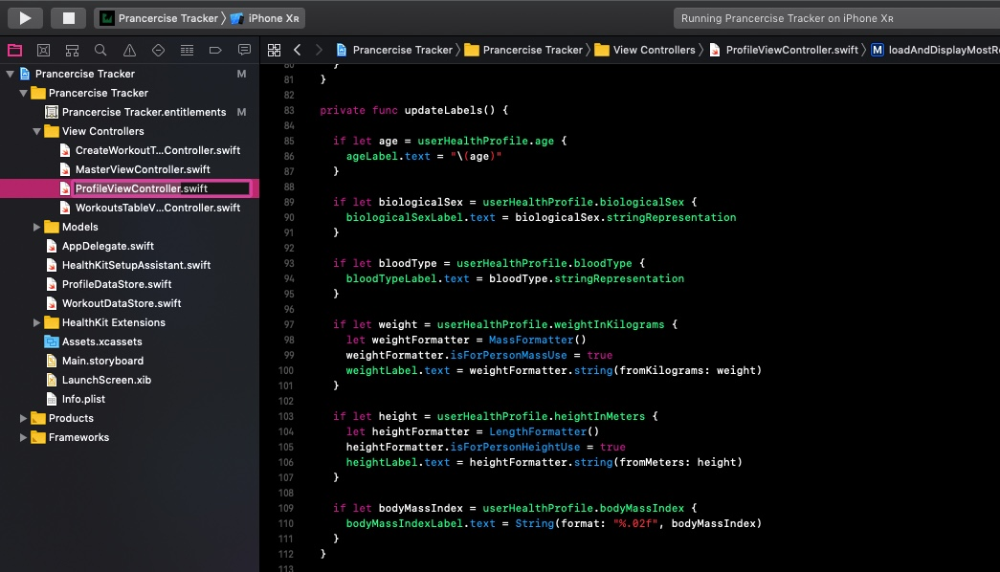 Prancercise Tracker
iPhone XR
Running Prancercise Tracker on iPhone XR
Prancercise Tracker
Prancercise Tracker
View Controllers
ProfileViewController.swift
M
Prancercise Tracker M
Prancercise Tracker
Prancercise Tracker.entitlements M
View Controllers
CreateWorkoutT...Controller.swift
MasterViewController.swift
ProfileViewController.swift
WorkoutsTableV...Controller.swift
Models
AppDelegate.swift
HealthKitSetupAssistant.swift
ProfileDataStore.swift
WorkoutDataStore.swift
HealthKit Extensions
Assets.xcassets
Main.storyboard
LaunchScreen.xib
Info.plist
Products
Frameworks
80 }
81 }
82
83 private func updateLabels() {
84
85 if let age = userHealthProfile.age {
86 ageLabel.text = "\(age)"
87 }
88
89 if let biologicalSex = userHealthProfile.biologicalSex {
90 biologicalSexLabel.text = biologicalSex.stringRepresentation
91 }
92
93 if let bloodType = userHealthProfile.bloodType {
94 bloodTypeLabel.text = bloodType.stringRepresentation
95 }
96
97 if let weight = userHealthProfile.weightInKilograms {
98 let weightFormatter = MassFormatter()
99 weightFormatter.isForPersonMassUse = true
100 weightLabel.text = weightFormatter.string(fromKilograms: weight)
101 }
102
103 if let height = userHealthProfile.heightInMeters {
104 let heightFormatter = LengthFormatter()
105 heightFormatter.isForPersonHeightUse = true
106 heightLabel.text = heightFormatter.string(fromMeters: height)
107 }
108
109 if let bodyMassIndex = userHealthProfile.bodyMassIndex {
110 bodyMassIndexLabel.text = String(format: "%.02f", bodyMassIndex)
111 }
112 }
113